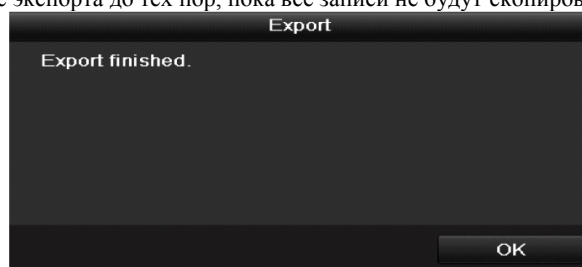 экспорта до тех пор, пока все записи не будут скопиров
Export
Export finished.
OK